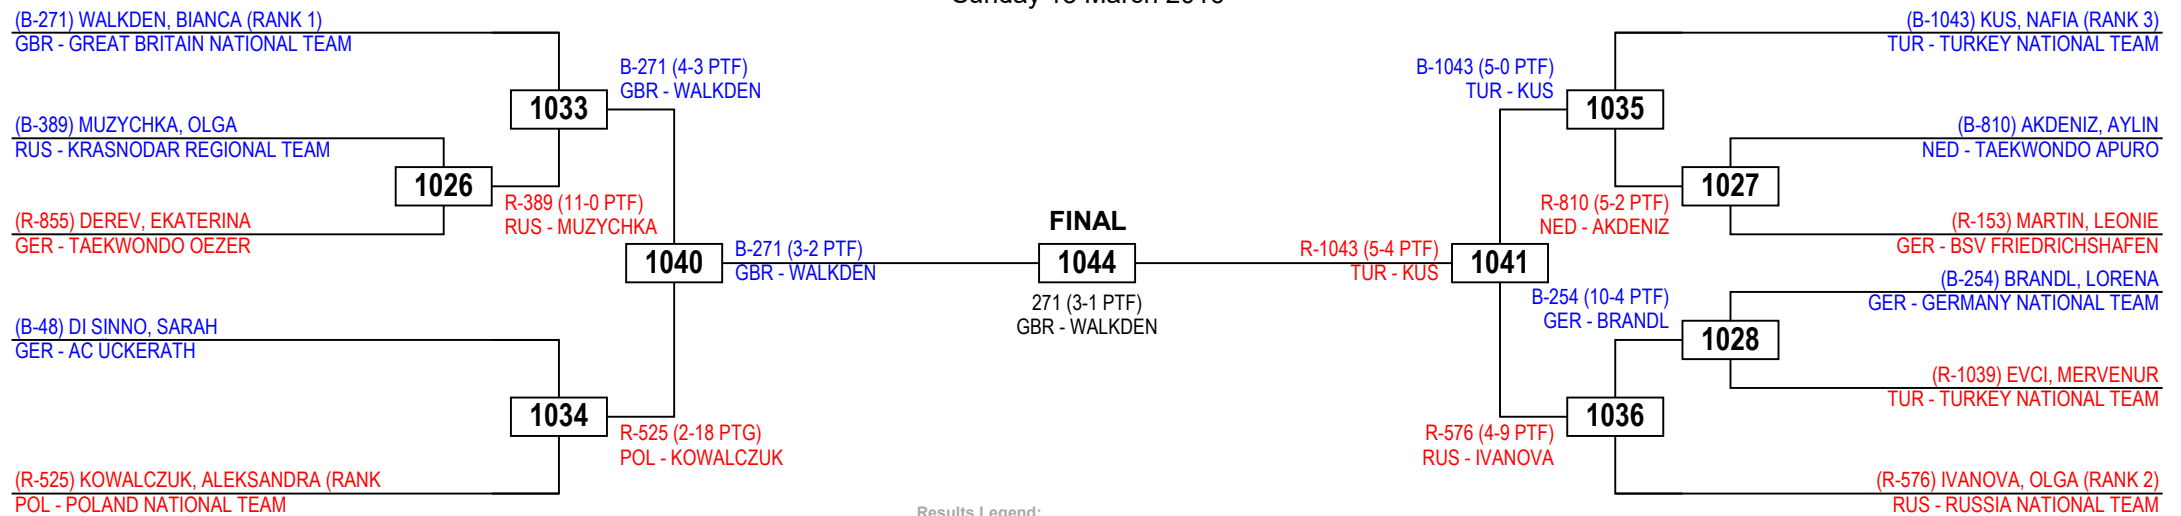 (B-271) WALKDEN, BIANCA (RANK 1)
GBR - GREAT BRITAIN NATIONAL TEAM
(B-389) MUZYCHKA, OLGA
RUS - KRASNODAR REGIONAL TEAM
(R-855) DEREV, EKATERINA
GER - TAEKWONDO OEZER
(B-48) DI SINNO, SARAH
GER - AC ÜCKERATH
(R-525) KOWALCZUK, ALEKSANDRA (RANK
POL - POLAND NATIONAL TEAM
1026
R-389 (11-0 PTF)
RUS - MUZYCHKA
1033
B-271 (4-3 PTF)
GBR - WALKDEN
1034
R-525 (2-18 PTG)
POL - KOWALCZUK
1040
B-271 (3-2 PTF)
GBR - WALKDEN
FINAL
1044
271 (3-1 PTF)
GBR - WALKDEN
R-1043 (5-4 PTF)
TUR - KUS
1041
B-1043 (5-0 PTF)
TUR - KUS
1035
R-810 (5-2 PTF)
NED - AKDENIZ
1027
B-254 (10-4 PTF)
GER - BRANDL
1028
R-576 (4-9 PTF)
RUS - IVANOVA
1036
(B-1043) KUS, NAFIA (RANK 3)
TUR - TURKEY NATIONAL TEAM
(B-810) AKDENIZ, AYLIN
NED - TAEKWONDO APURO
(R-153) MARTIN, LEONIE
GER - BSV FRIEDRICHSHAFEN
(B-254) BRANDL, LORENA
GER - GERMANY NATIONAL TEAM
(R-1039) EVCI, MERVENUR
TUR - TURKEY NATIONAL TEAM
(R-576) IVANOVA, OLGA (RANK 2)
RUS - RUSSIA NATIONAL TEAM
Results Legend: